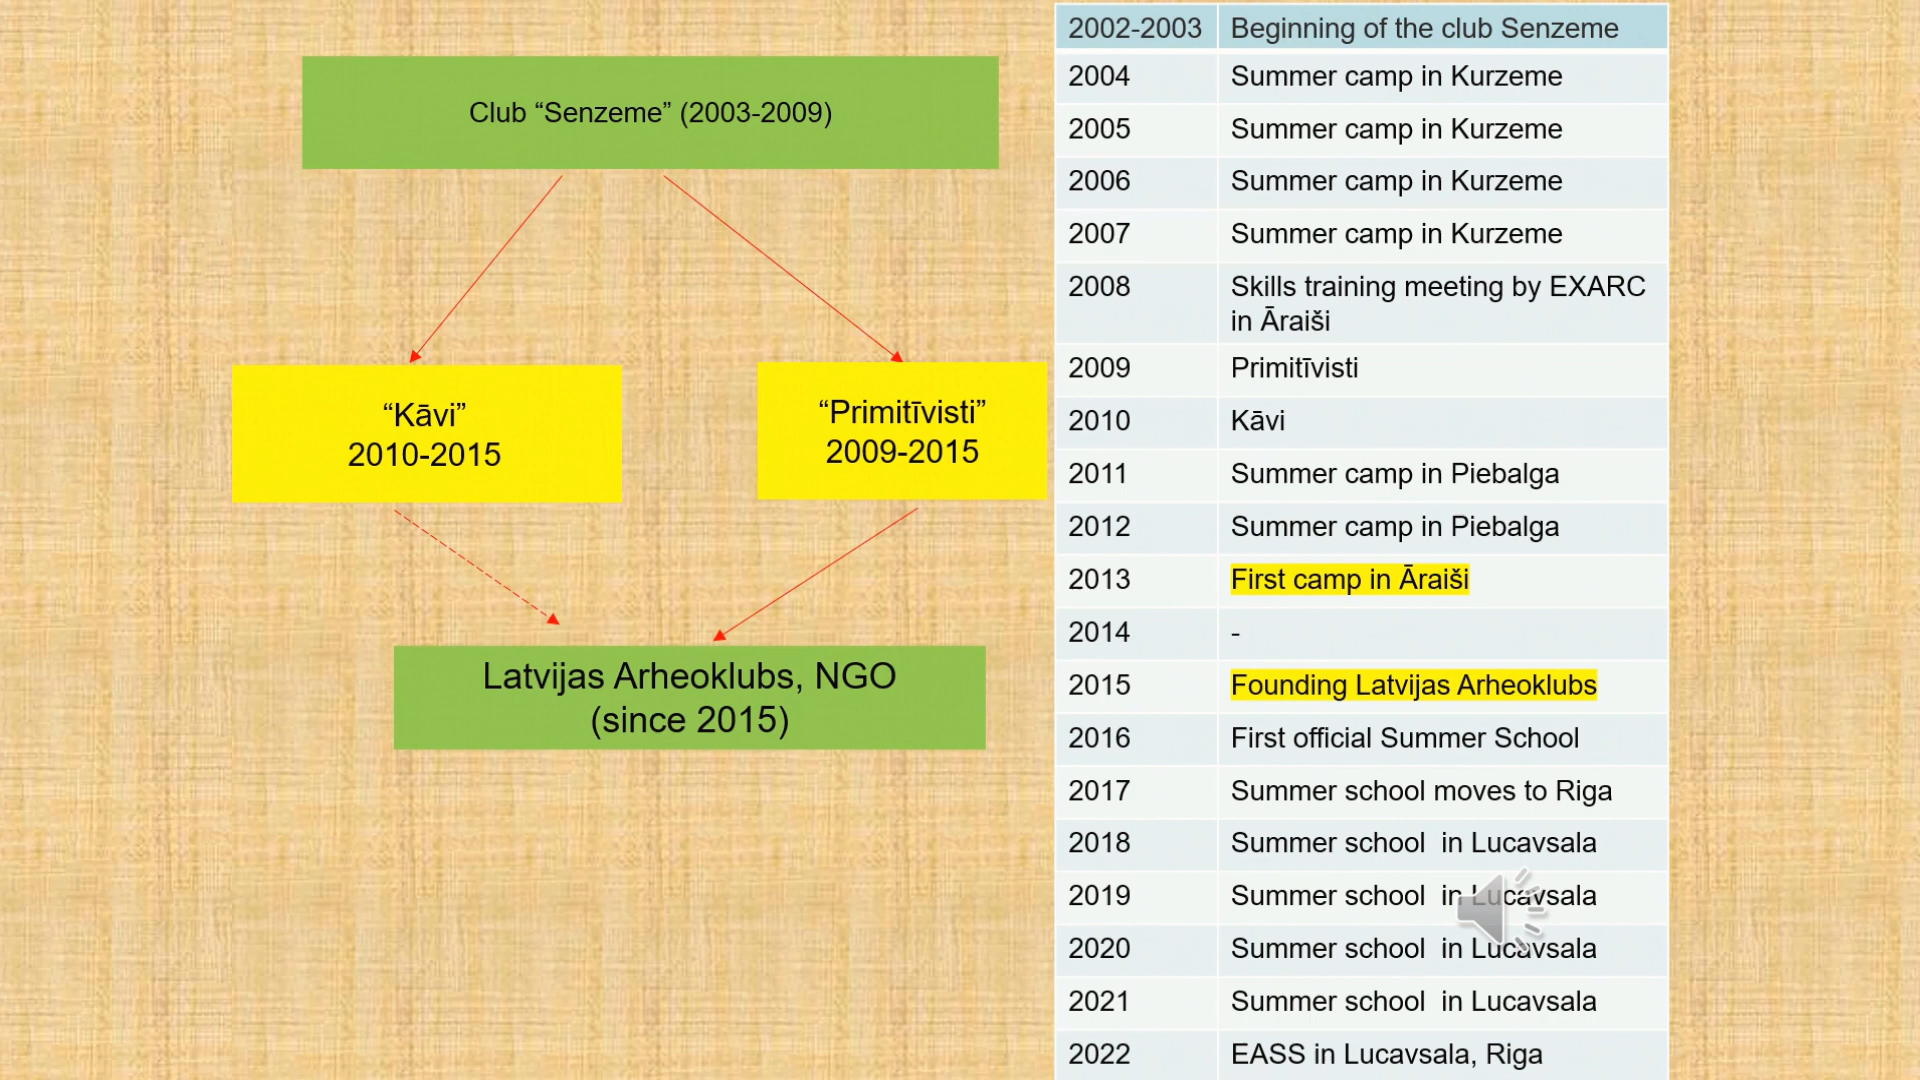 Club “Senzeme” (2003-2009)
“Kāvi”
2010-2015
“Primitīvisti”
2009-2015
Latvijas Arheoklubs, NGO
(since 2015)
2002-2003 Beginning of the club Senzeme
2004 Summer camp in Kurzeme
2005 Summer camp in Kurzeme
2006 Summer camp in Kurzeme
2007 Summer camp in Kurzeme
2008 Skills training meeting by EXARC
in Āraiši
2009 Primitīvisti
2010 Kāvi
2011 Summer camp in Piebalga
2012 Summer camp in Piebalga
2013 First camp in Āraiši
2014 -
2015 Founding Latvijas Arheoklubs
2016 First official Summer School
2017 Summer school moves to Riga
2018 Summer school in Lucavsala
2019 Summer school in Lucavsala
2020 Summer school in Lucavsala
2021 Summer school in Lucavsala
2022 EASS in Lucavsala, Riga